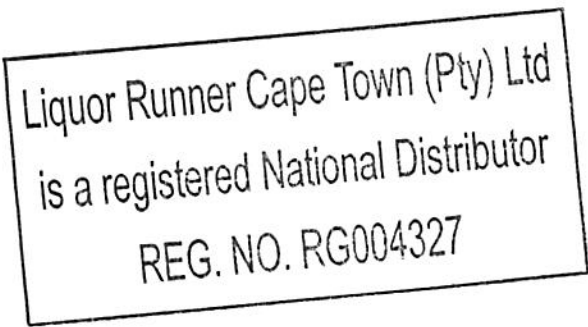 Liquor Runner Cape Town (Pty) Ltd
is a registered National Distributor
REG. NO. RG004327